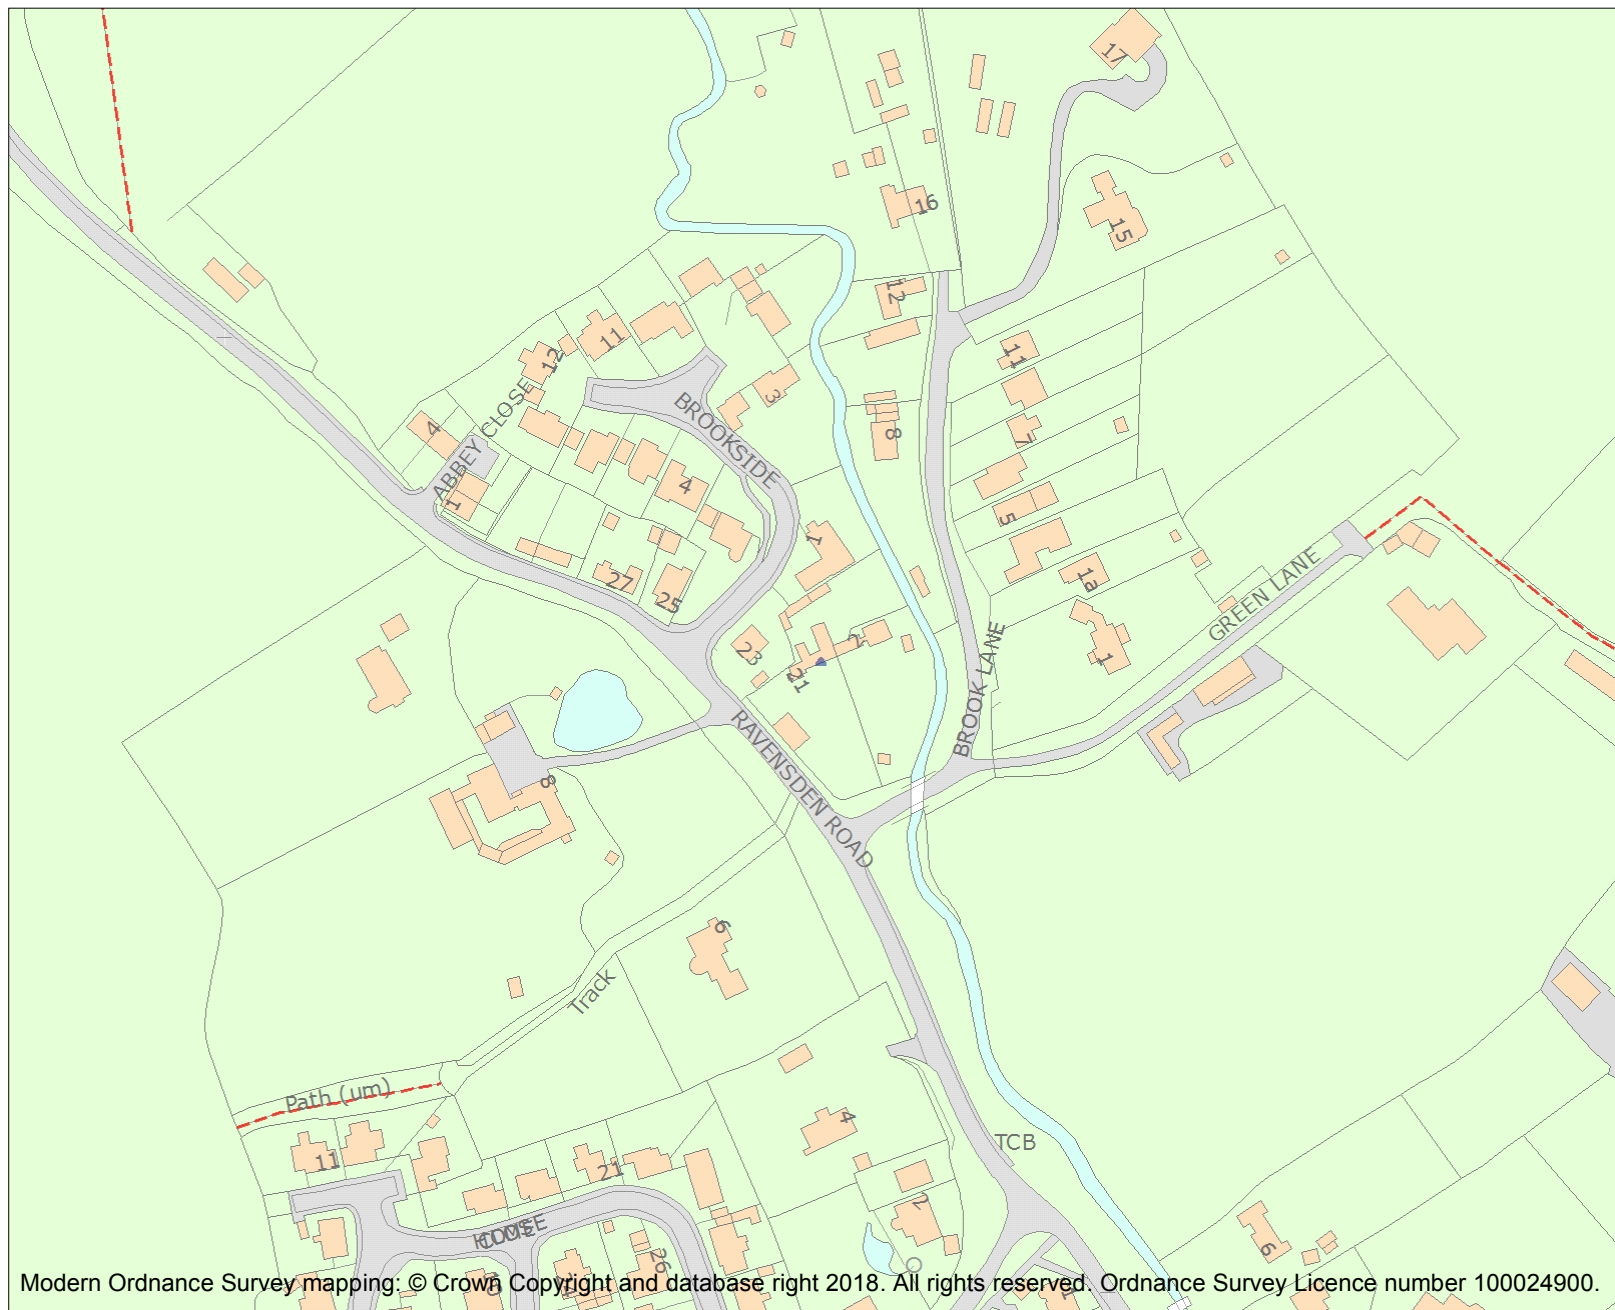 17
16
15
12
11
12
11
3
BROOKSIDE
4
ABBEY CLOSE
8
7
4
1
5
1
27
25
1a
GREEN LANE
23
21
1
BROOK LANE
RAVENSDEN ROAD
8
6
Track
Path (um)
11
21
4
TCB
2
6
26
Modern Ordnance Survey mapping: © Crown Copyright and database right 2018. All rights reserved. Ordnance Survey Licence number 100024900.